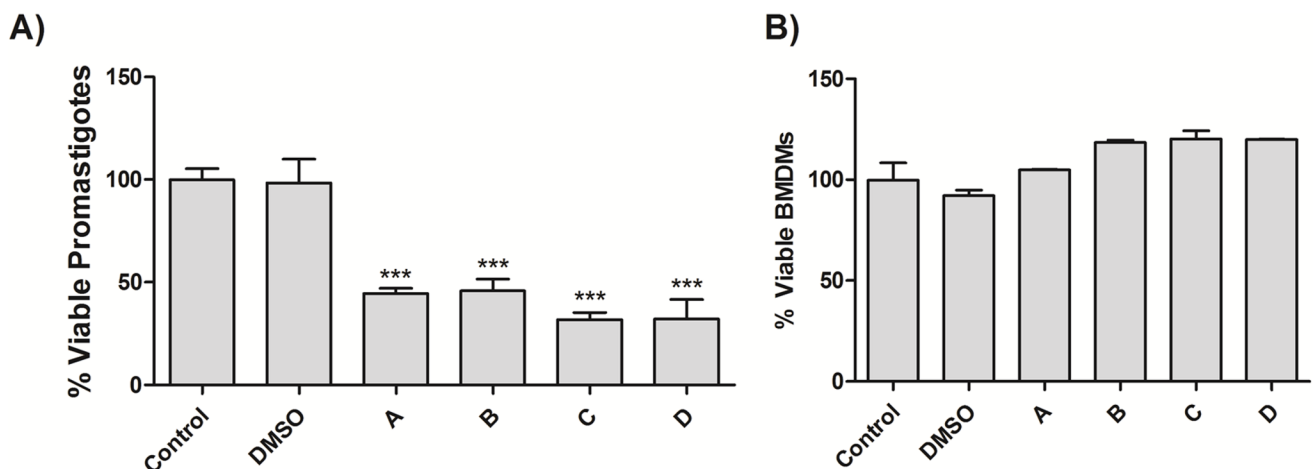 A)
% Viable Promastigotes
150
100
50
0
***
***
***
***
Control
DMSO
A
B
C
D
B)
% Viable BMDMs
150
100
50
0
Control
DMSO
A
B
C
D